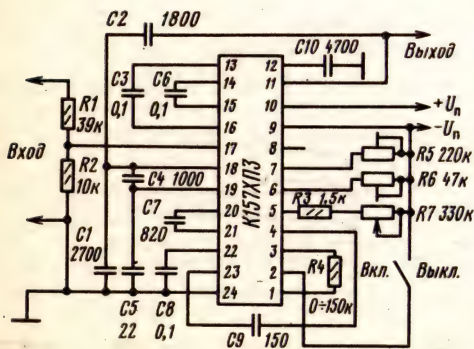 C2 1800
C10 4700
Выход
C3 0,1
C6 0,1
R1 39к
Вход
R2 10к
C4 1000
C7 820
C1 2700
C5 22
C8 0,1
C9 150
К157ХП3
13 12
14 11
15 10
16 9
17 8
18 7
19 6
20 5
21 4
22 3
23 2
24 1
+Uп
-Uп
R5 220к
R6 47к
R3 1,5к
R7 330к
R4 0÷150к
Вкл. Выкл.